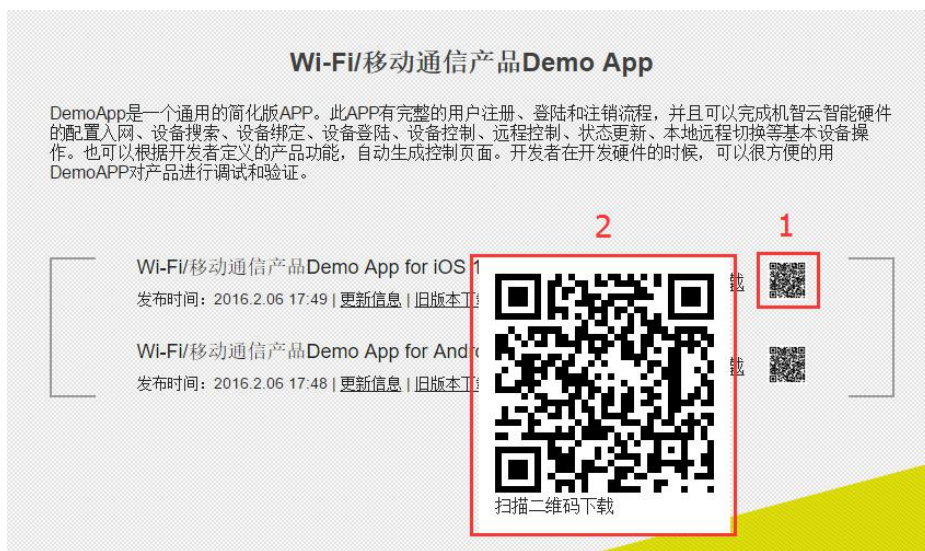 Wi-Fi/移动通信产品Demo App
DemoApp是一个通用的简化版APP。此APP有完整的用户注册、登陆和注销流程，并且可以完成机智云智能硬件
的配置入网、设备搜索、设备绑定、设备登陆、设备控制、远程控制、状态更新、本地远程切换等基本设备操
作。也可以根据开发者定义的产品功能，自动生成控制页面。开发者在开发硬件的时候，可以很方便的用
DemoAPP对产品进行调试和验证。
2
1
Wi-Fi/移动通信产品Demo App for iOS 1
载
发布时间：2016.2.06 17:49 | 更新信息 | 旧版本下
Wi-Fi/移动通信产品Demo App for Andr
载
发布时间：2016.2.06 17:48 | 更新信息 | 旧版本下
扫描二维码下载